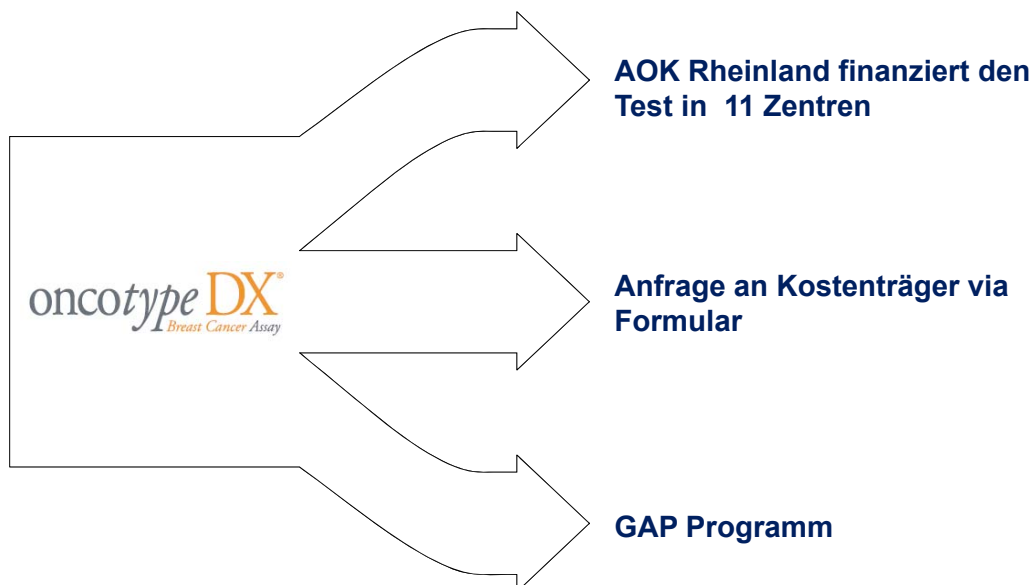 oncotype DX®
Breast Cancer Assay
AOK Rheinland finanziert den
Test in 11 Zentren
Anfrage an Kostenträger via
Formular
GAP Programm